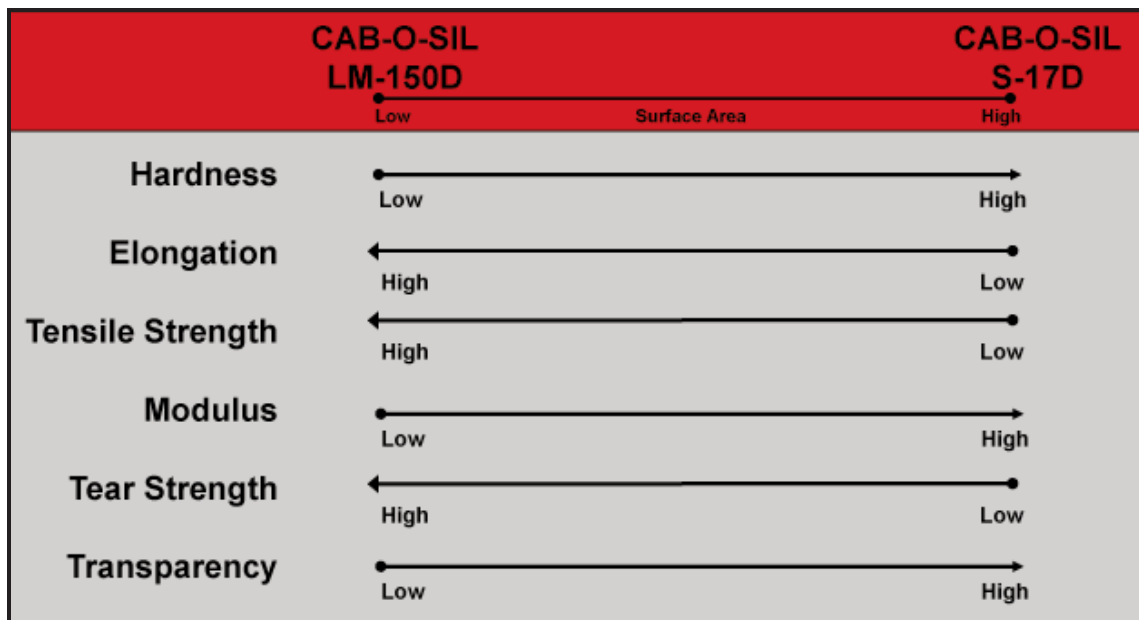 CAB-O-SIL CAB-O-SIL
LM-150D S-17D
Low Surface Area High
Hardness
Low High
Elongation
High Low
Tensile Strength
High Low
Modulus
Low High
Tear Strength
High Low
Transparency
Low High